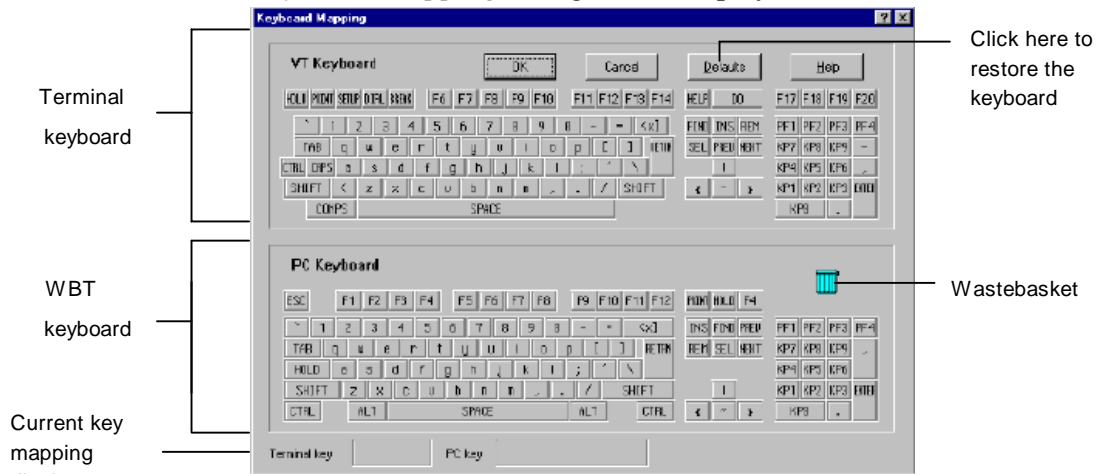 Keyboard Mapping
VT Keyboard OK Cancel Defaults Help
Click here to
restore the
keyboard
Terminal
keyboard
HOLD PRINT SETUP DTAL BREAK F6 F7 F8 F9 F10 F11 F12 F13 F14 HELP DO F17 F18 F19 F20
` 1 2 3 4 5 6 7 8 9 0 - = <x] FIND INS REM PF1 PF2 PF3 PF4
TAB q w e r t y u i o p [ ] RETRN SEL PREV NEXT KP7 KP8 KP9 -
CTRL CAPS a s d f g h j k l ; ' \ KP4 KP5 KP6 ,
SHIFT < z x c v b n m , . / SHIFT KP1 KP2 KP3 ENTER
COMPS SPACE KP0 .
PC Keyboard
WBT
keyboard
Wastebasket
ESC F1 F2 F3 F4 F5 F6 F7 F8 F9 F10 F11 F12 PRINT HOLD F4
` 1 2 3 4 5 6 7 8 9 0 - = <x] INS FIND PREV PF1 PF2 PF3 PF4
TAB q w e r t y u i o p [ ] RETRN REM SEL NEXT KP7 KP8 KP9 ,
HOLD a s d f g h j k l ; ' \ KP4 KP5 KP6
SHIFT z x c v b n m , . / SHIFT KP1 KP2 KP3 ENTER
CTRL ALT SPACE ALT CTRL KP0 .
Current key
mapping
Terminal key PC key